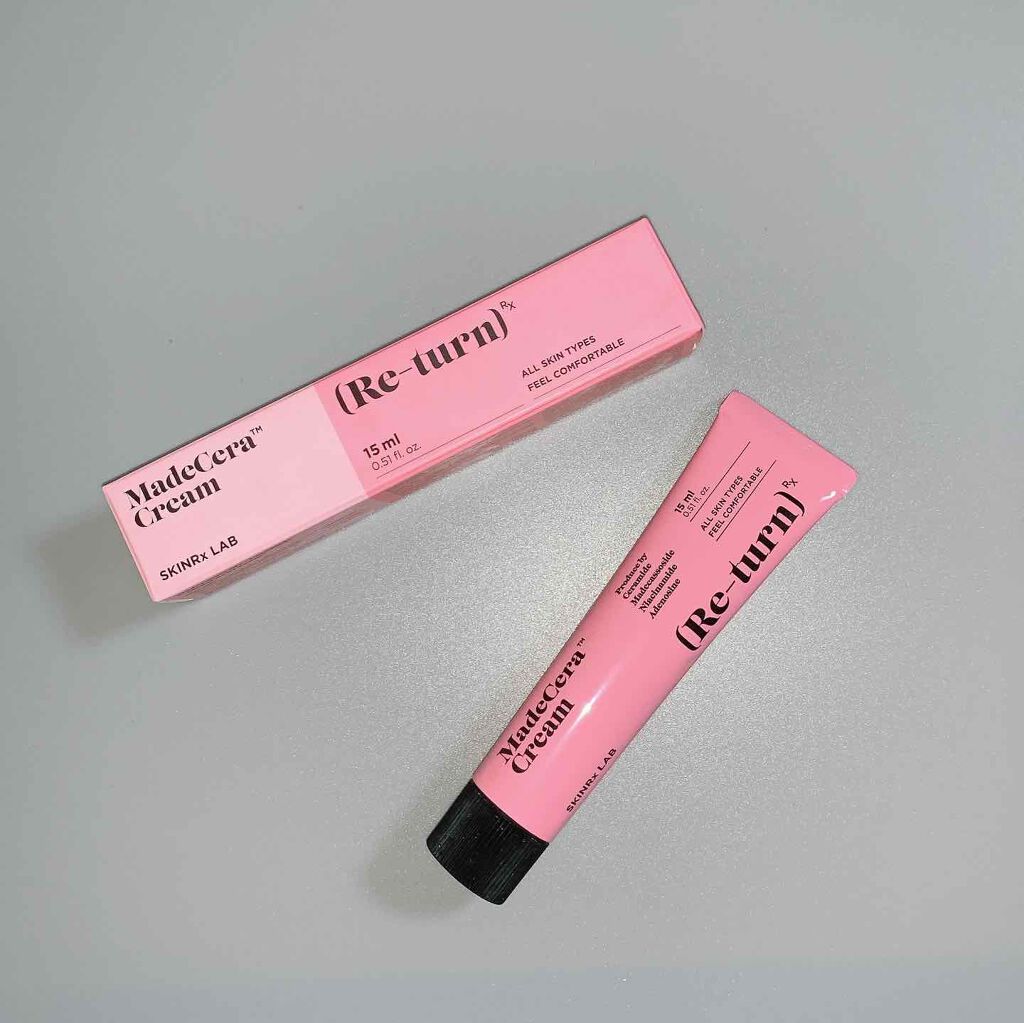 MadeCera™
Cream
SKINRx LAB
(Re-turn)Rx
15 ml
0.51 fl. oz.
ALL SKIN TYPES
FEEL COMFORTABLE
15 ml
0.51 fl. oz.
ALL SKIN TYPES
FEEL COMFORTABLE
(Re-turn)Rx
Produce by
Ceramide
Madecassoside
Niacinamide
Adenosine
MadeCera™
Cream
SKINRx LAB